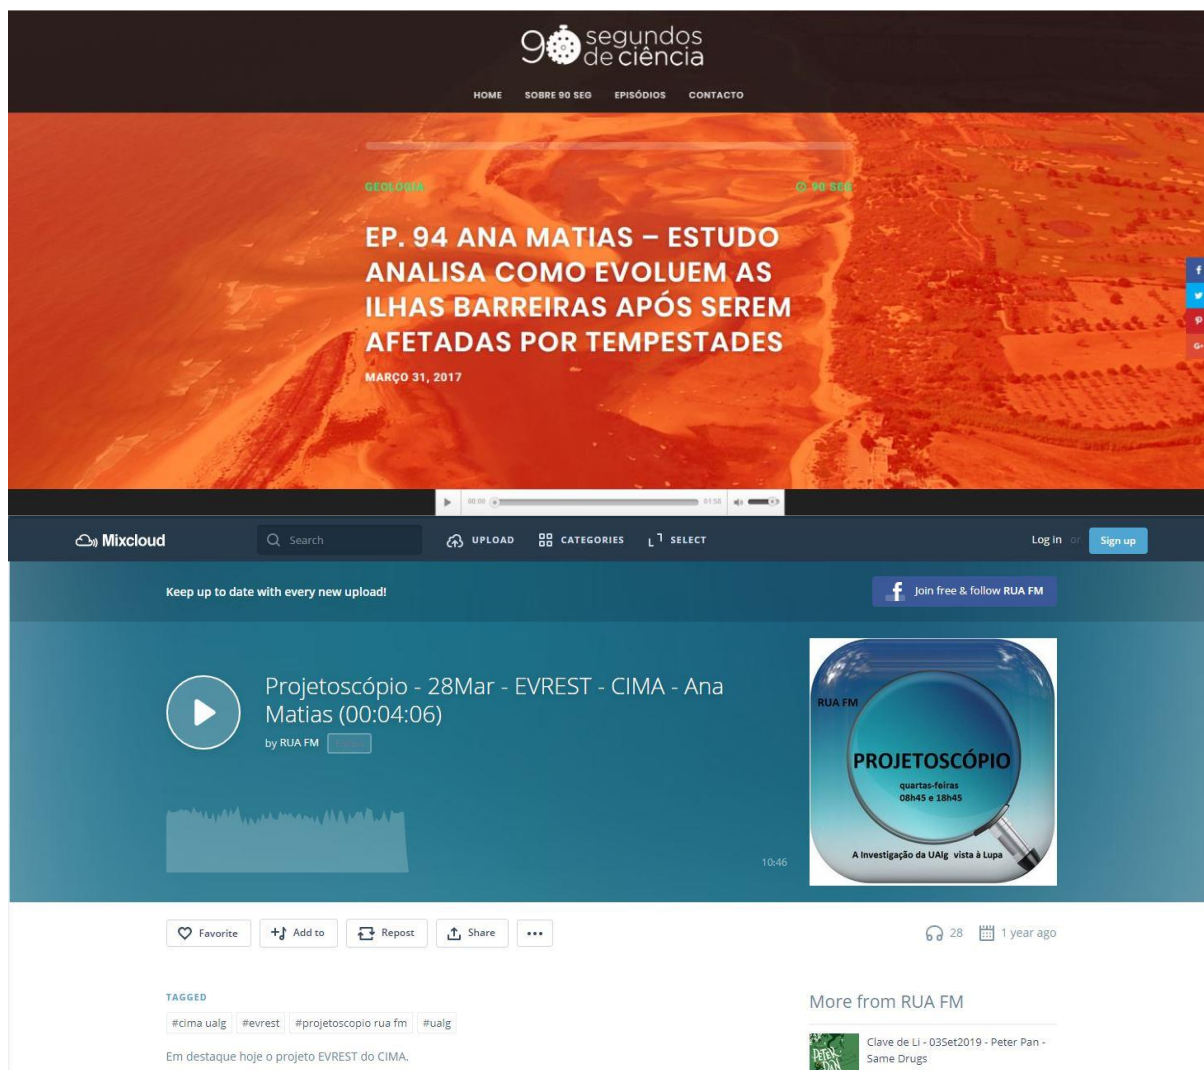 90 segundos
de ciência
HOME SOBRE 90 SEG EPISÓDIOS CONTACTO
GEOLOGIA 90 SEG
EP. 94 ANA MATIAS – ESTUDO
ANALISA COMO EVOLUEM AS
ILHAS BARREIRAS APÓS SEREM
AFETADAS POR TEMPESTADES
MARÇO 31, 2017
00:00 01:58
Mixcloud Search UPLOAD CATEGORIES SELECT Log in or Sign up
Keep up to date with every new upload! Join free & follow RUA FM
Projetoscópio - 28Mar - EVREST - CIMA - Ana
Matias (00:04:06)
by RUA FM
10:46
RUA FM
PROJETOSCÓPIO
quartas-feiras
08h45 e 18h45
A Investigação da UAlg vista à Lupa
Favorite Add to Repost Share 28 1 year ago
TAGGED
#cima ualg #evrest #projetoscopio rua fm #ualg
Em destaque hoje o projeto EVREST do CIMA.
More from RUA FM
PETER
PAN
Clave de Li - 03Set2019 - Peter Pan -
Same Drugs